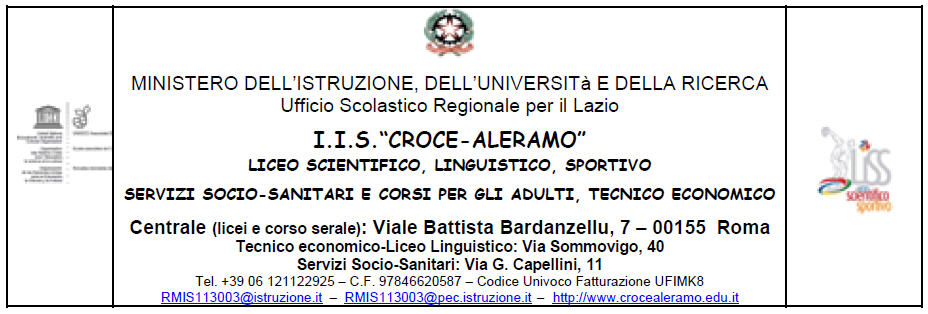 MINISTERO DELL'ISTRUZIONE, DELL'UNIVERSITà E DELLA RICERCA
Ufficio Scolastico Regionale per il Lazio
I.I.S."CROCE-ALERAMO"
LICEO SCIENTIFICO, LINGUISTICO, SPORTIVO
SERVIZI SOCIO-SANITARI E CORSI PER GLI ADULTI, TECNICO ECONOMICO
Centrale (licei e corso serale): Viale Battista Bardanzellu, 7 – 00155 Roma
Tecnico economico-Liceo Linguistico: Via Sommovigo, 40
Servizi Socio-Sanitari: Via G. Capellini, 11
Tel. +39 06 121122925 – C.F. 97846620587 – Codice Univoco Fatturazione UFIMK8
RMIS113003@istruzione.it – RMIS113003@pec.istruzione.it – http://www.crocealeramo.edu.it
LISS
scientifico
sportivo